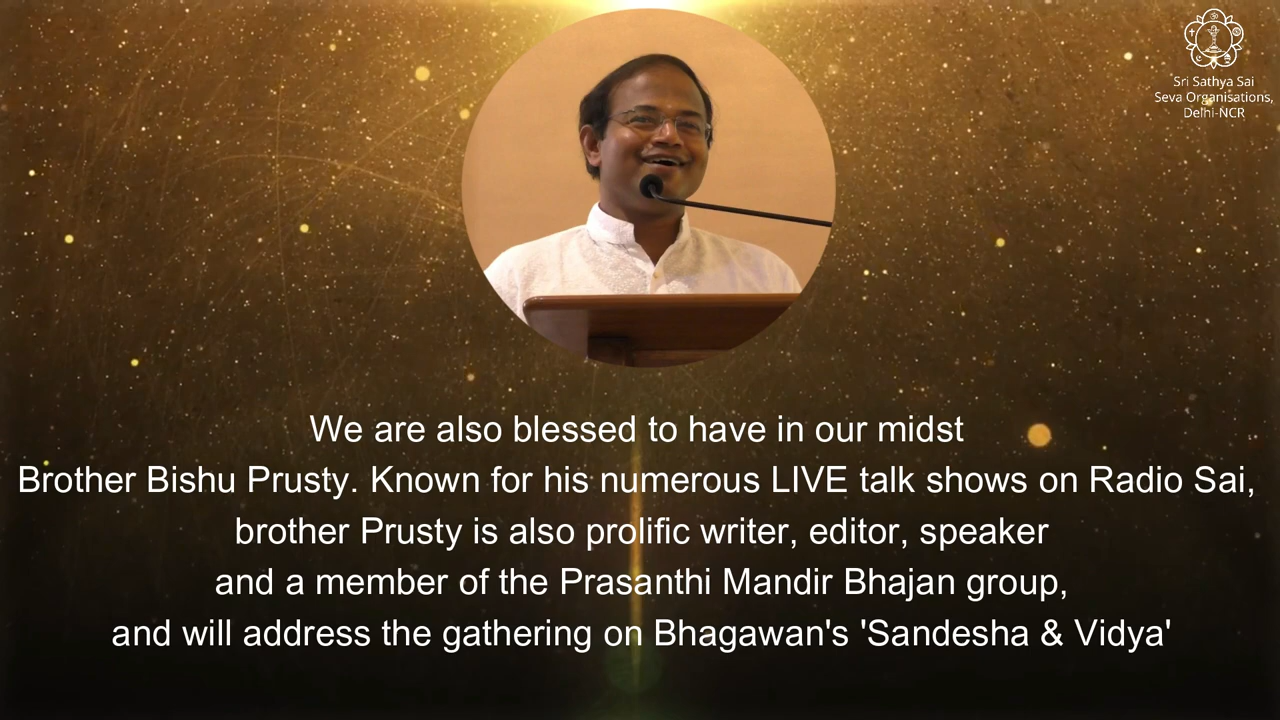 Sri Sathya Sai
Seva Organisations,
Delhi-NCR
We are also blessed to have in our midst
Brother Bishu Prusty. Known for his numerous LIVE talk shows on Radio Sai,
brother Prusty is also prolific writer, editor, speaker
and a member of the Prasanthi Mandir Bhajan group,
and will address the gathering on Bhagawan's 'Sandesha & Vidya'